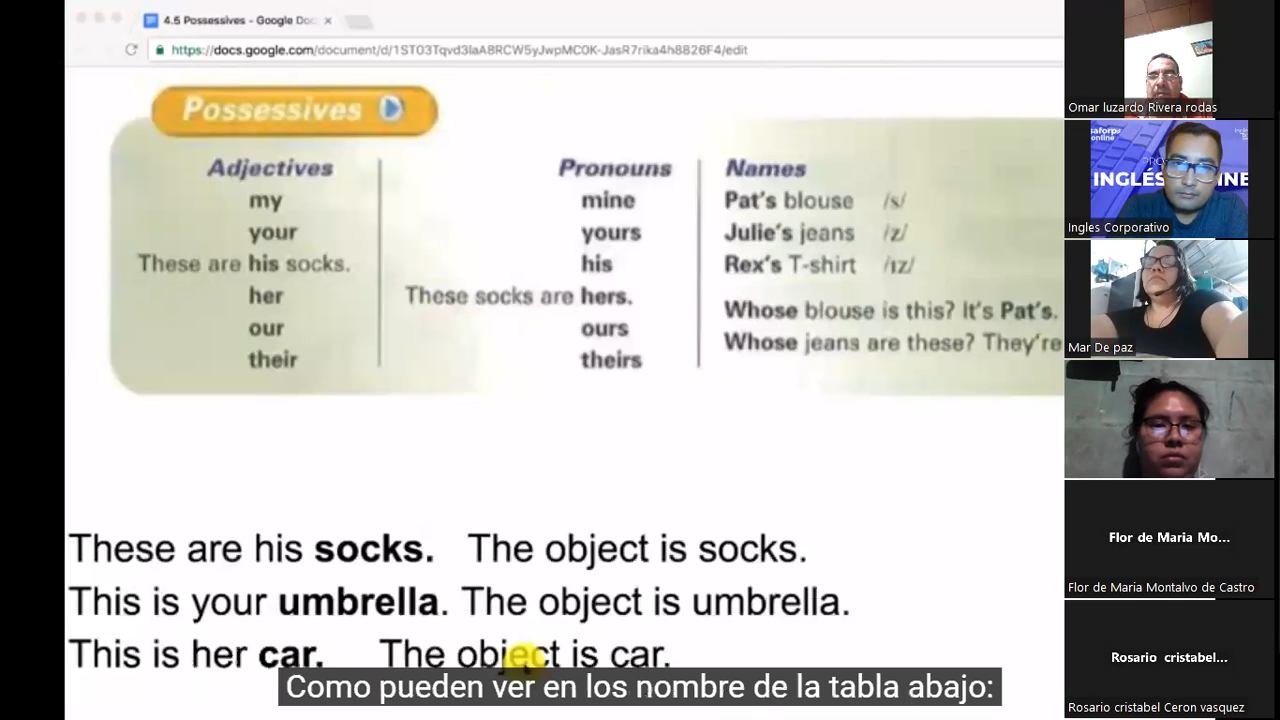 4.5 Possessives - Google Doc
https://docs.google.com/document/d/1ST03Tqvd3laA8RCW5yJwpMC0K-JasR7rika4h8826F4/edit
Possessives
Adjectives
my
your
These are his socks.
her
our
their
Pronouns
mine
yours
his
These socks are hers.
ours
theirs
Names
Pat's blouse /s/
Julie's jeans /z/
Rex's T-shirt /ɪz/
Whose blouse is this? It's Pat's.
Whose jeans are these? They're
These are his socks. The object is socks.
This is your umbrella. The object is umbrella.
This is her car. The object is car.
Como pueden ver en los nombre de la tabla abajo:
Omar luzardo Rivera rodas
saforp
online
INGLÉS
INE
Ingles Corporativo
Mar De paz
Flor de Maria Mo...
Flor de Maria Montalvo de Castro
Rosario cristabel...
Rosario cristabel Ceron vasquez